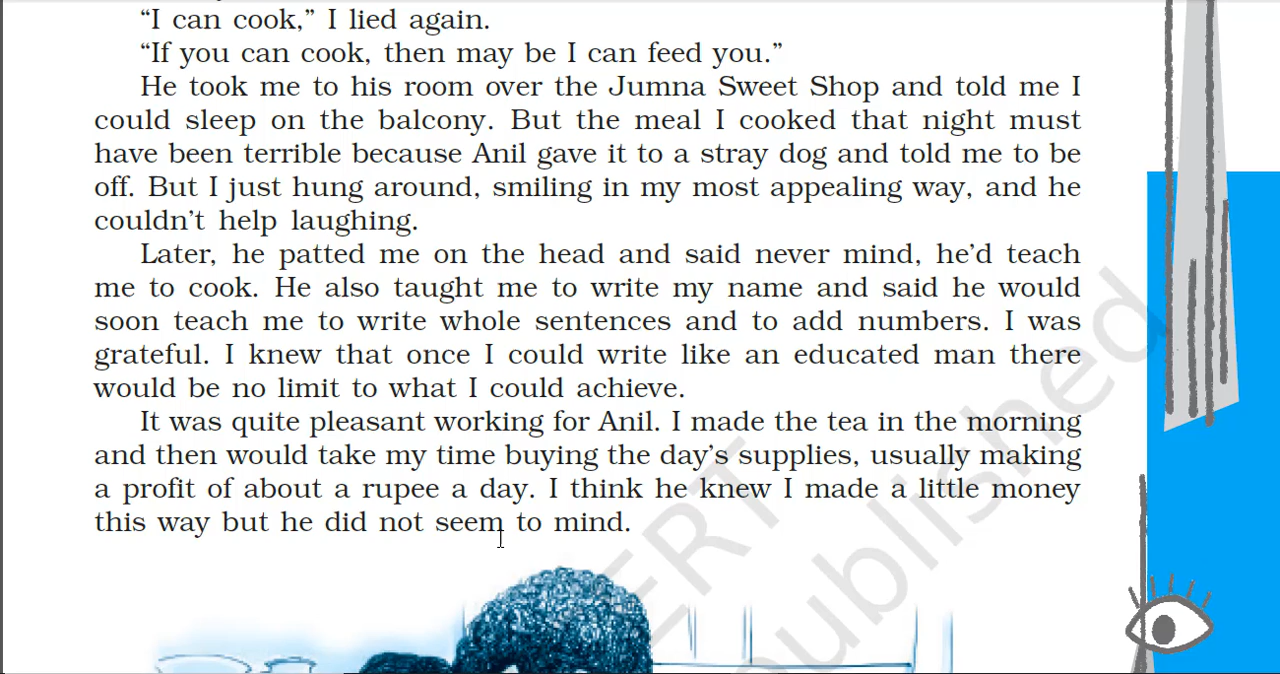 “I can cook,” I lied again.
“If you can cook, then may be I can feed you.”
He took me to his room over the Jumna Sweet Shop and told me I
could sleep on the balcony. But the meal I cooked that night must
have been terrible because Anil gave it to a stray dog and told me to be
off. But I just hung around, smiling in my most appealing way, and he
couldn’t help laughing.
Later, he patted me on the head and said never mind, he’d teach
me to cook. He also taught me to write my name and said he would
soon teach me to write whole sentences and to add numbers. I was
grateful. I knew that once I could write like an educated man there
would be no limit to what I could achieve.
It was quite pleasant working for Anil. I made the tea in the morning
and then would take my time buying the day’s supplies, usually making
a profit of about a rupee a day. I think he knew I made a little money
this way but he did not seem to mind.
ERT
published